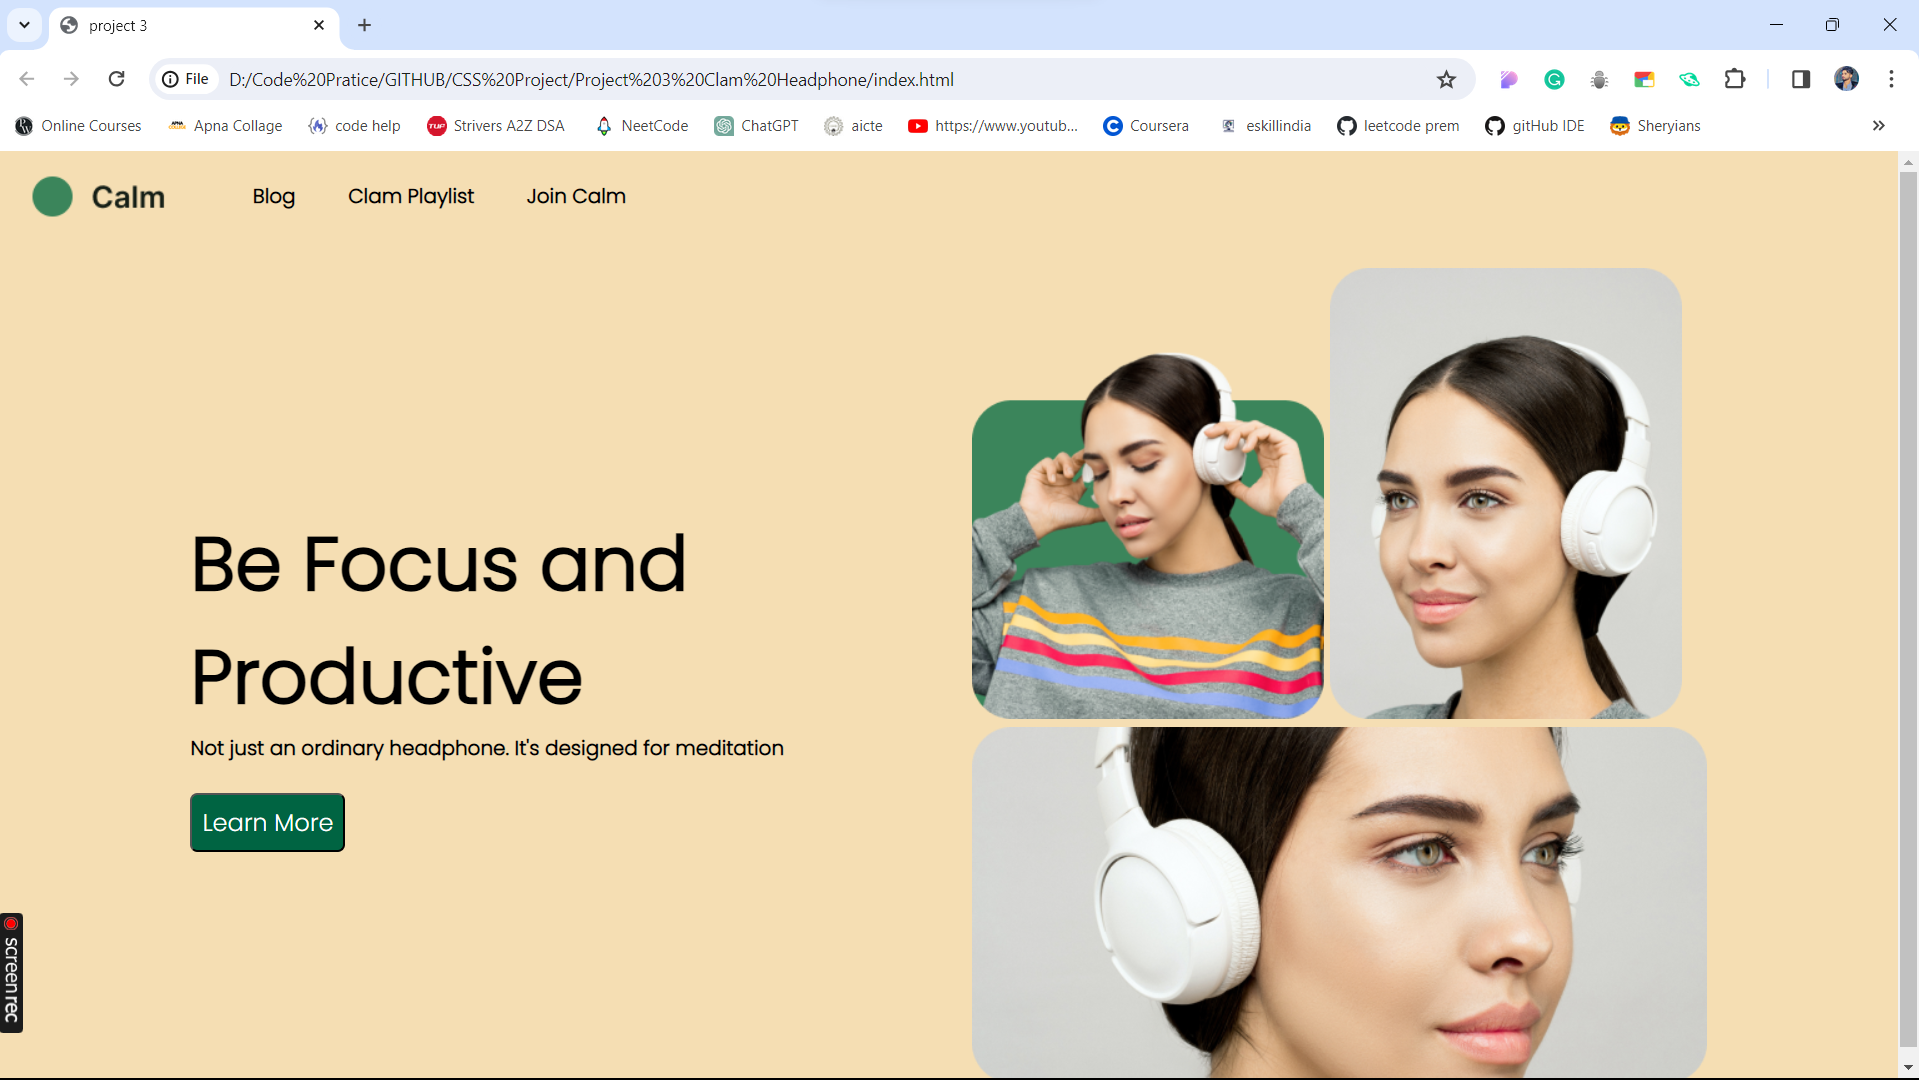 project 3
File
D:/Code%20Pratice/GITHUB/CSS%20Project/Project%203%20Clam%20Headphone/index.html
Online Courses
Apna Collage
code help
TUF
Strivers A2Z DSA
NeetCode
ChatGPT
aicte
https://www.youtub...
Coursera
eskillindia
leetcode prem
gitHub IDE
Sheryians
Calm
Blog
Clam Playlist
Join Calm
Be Focus and
Productive
Not just an ordinary headphone. It's designed for meditation
Learn More
screenrec